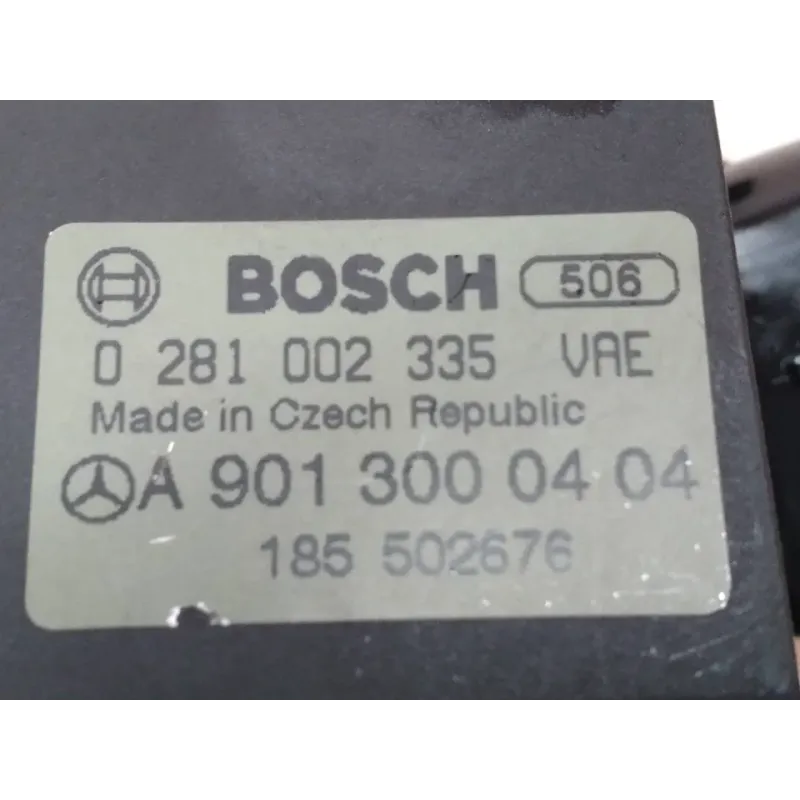 BOSCH 506
0 281 002 335 VAE
Made in Czech Republic
A 901 300 04 04
185 502676